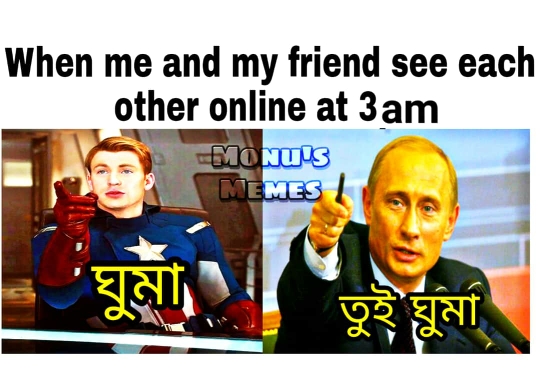 When me and my friend see each
other online at 3am
MONU'S
MEMES
ঘুমা
তুই ঘুমা